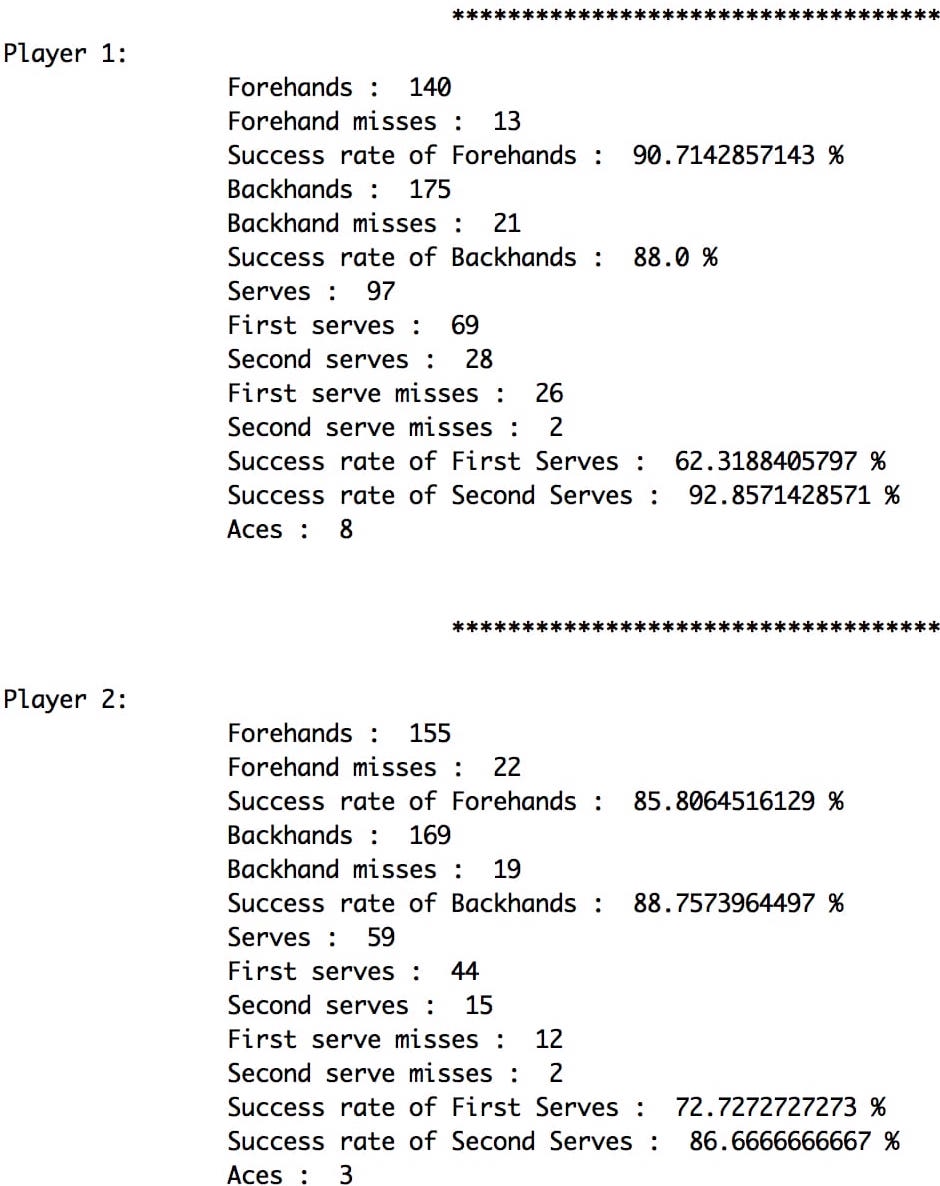 ***********************************
Player 1:
Forehands :  140
Forehand misses :  13
Success rate of Forehands :  90.7142857143 %
Backhands :  175
Backhand misses :  21
Success rate of Backhands :  88.0 %
Serves :  97
First serves :  69
Second serves :  28
First serve misses :  26
Second serve misses :  2
Success rate of First Serves :  62.3188405797 %
Success rate of Second Serves :  92.8571428571 %
Aces :  8
***********************************
Player 2:
Forehands :  155
Forehand misses :  22
Success rate of Forehands :  85.8064516129 %
Backhands :  169
Backhand misses :  19
Success rate of Backhands :  88.7573964497 %
Serves :  59
First serves :  44
Second serves :  15
First serve misses :  12
Second serve misses :  2
Success rate of First Serves :  72.7272727273 %
Success rate of Second Serves :  86.6666666667 %
Aces :  3